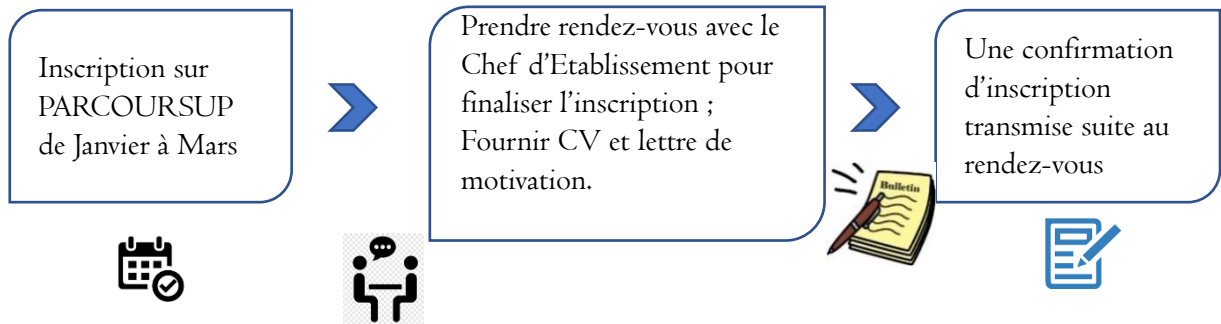 Inscription sur
PARCOURSUP
de Janvier à Mars
Prendre rendez-vous avec le
Chef d’Etablissement pour
finaliser l’inscription ;
Fournir CV et lettre de
motivation.
Bulletin
Une confirmation
d’inscription
transmise suite au
rendez-vous